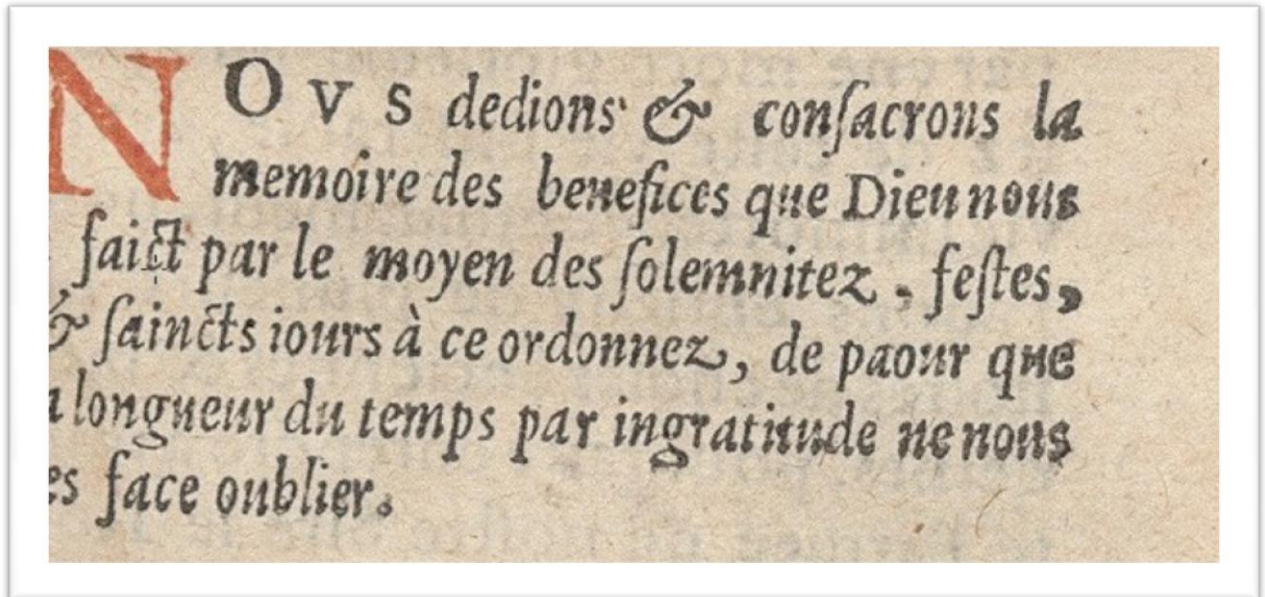 NOVS dedions & conſacrons la
memoire des benefices que Dieu nous
faict par le moyen des ſolemnitez, feſtes,
& ſaincts iours à ce ordonnez, de paour que
longueur du temps par ingratitude ne nous
face oublier.